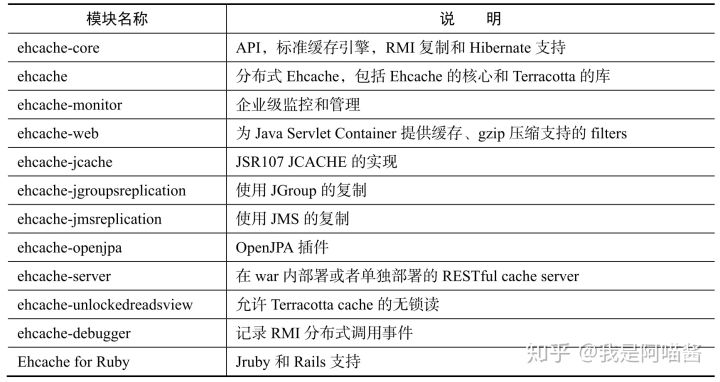 模块名称 说 明
ehcache-core API，标准缓存引擎，RMI 复制和 Hibernate 支持
ehcache 分布式 Ehcache，包括 Ehcache 的核心和 Terracotta 的库
ehcache-monitor 企业级监控和管理
ehcache-web 为 Java Servlet Container 提供缓存、gzip 压缩支持的 filters
ehcache-jcache JSR107 JCACHE 的实现
ehcache-jgroupsreplication 使用 JGroup 的复制
ehcache-jmsreplication 使用 JMS 的复制
ehcache-openjpa OpenJPA 插件
ehcache-server 在 war 内部署或者单独部署的 RESTful cache server
ehcache-unlockedreadsview 允许 Terracotta cache 的无锁读
ehcache-debugger 记录 RMI 分布式调用事件
Ehcache for Ruby Jruby 和 Rails 支持
知乎 @我是阿喵酱